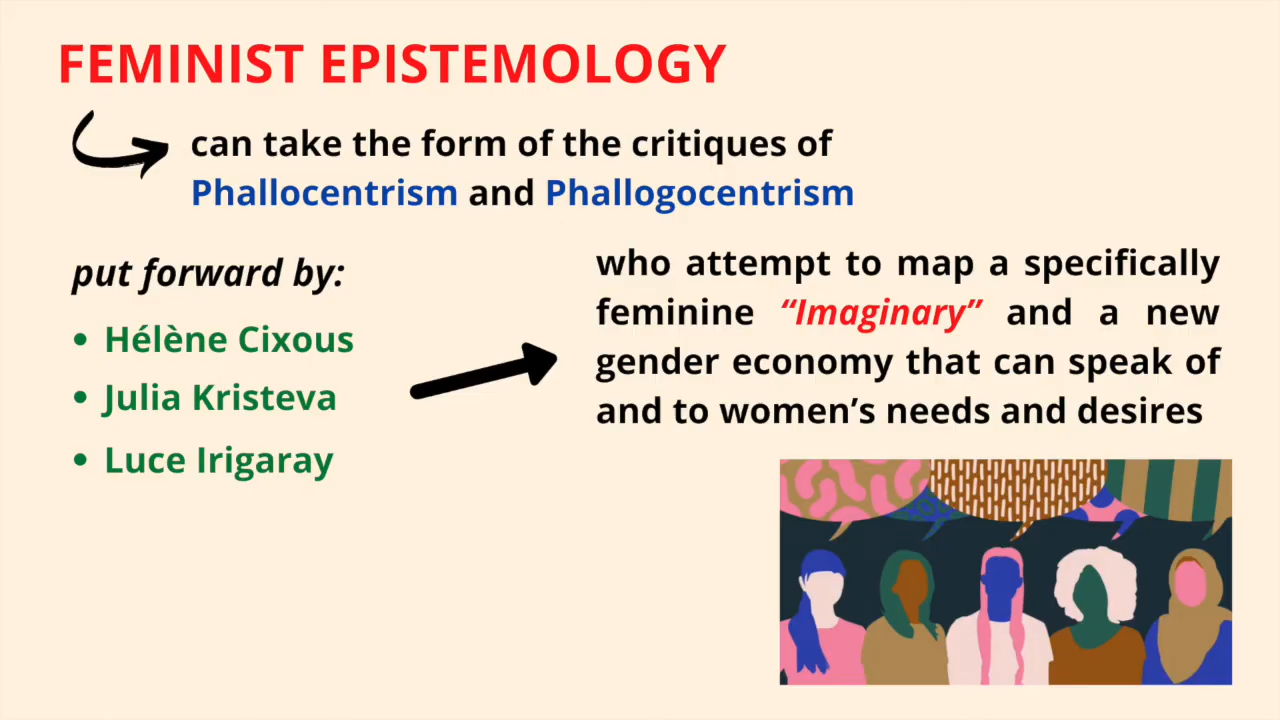 FEMINIST EPISTEMOLOGY
can take the form of the critiques of
Phallocentrism and Phallogocentrism
put forward by:
• Hélène Cixous
• Julia Kristeva
• Luce Irigaray
who attempt to map a specifically
feminine “Imaginary” and a new
gender economy that can speak of
and to women’s needs and desires